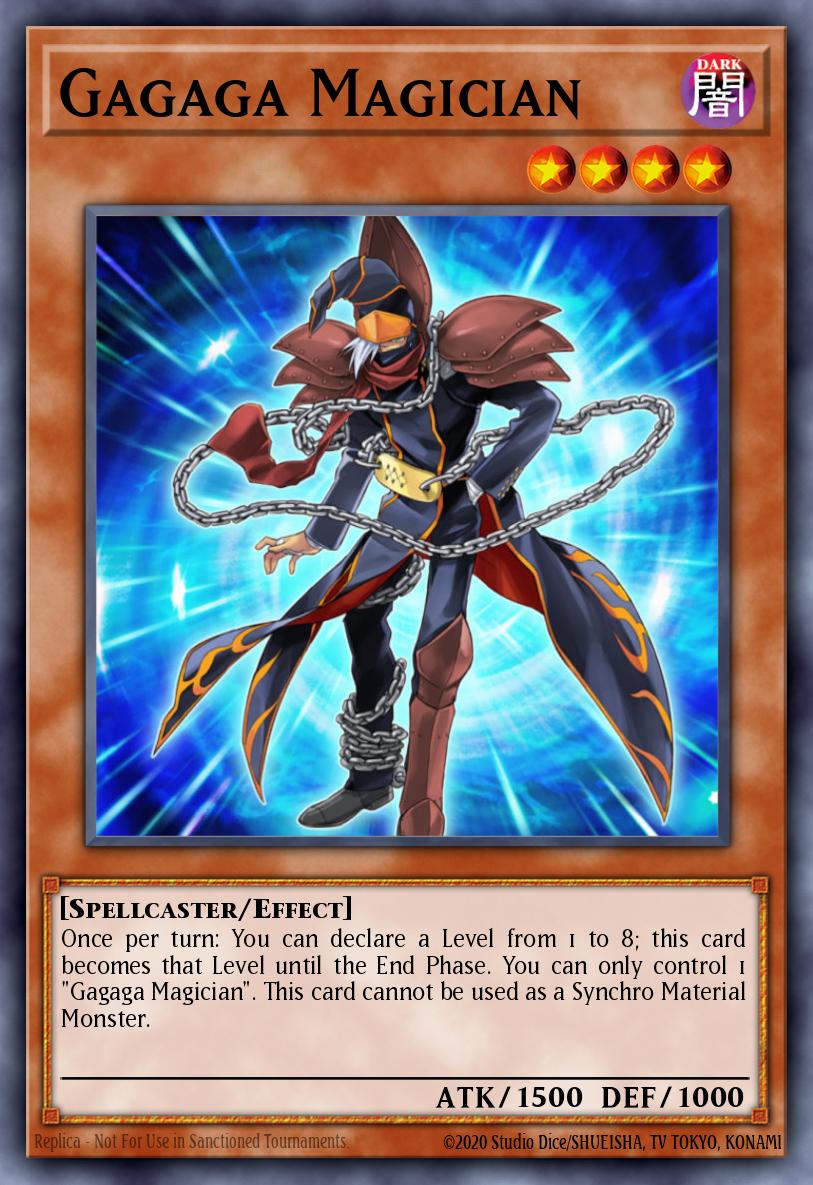 Gagaga Magician
DARK
闇
[Spellcaster/Effect]
Once per turn: You can declare a Level from 1 to 8; this card
becomes that Level until the End Phase. You can only control 1
"Gagaga Magician". This card cannot be used as a Synchro Material
Monster.
ATK/1500 DEF/1000
Replica - Not For Use in Sanctioned Tournaments.
©2020 Studio Dice/SHUEISHA, TV TOKYO, KONAMI